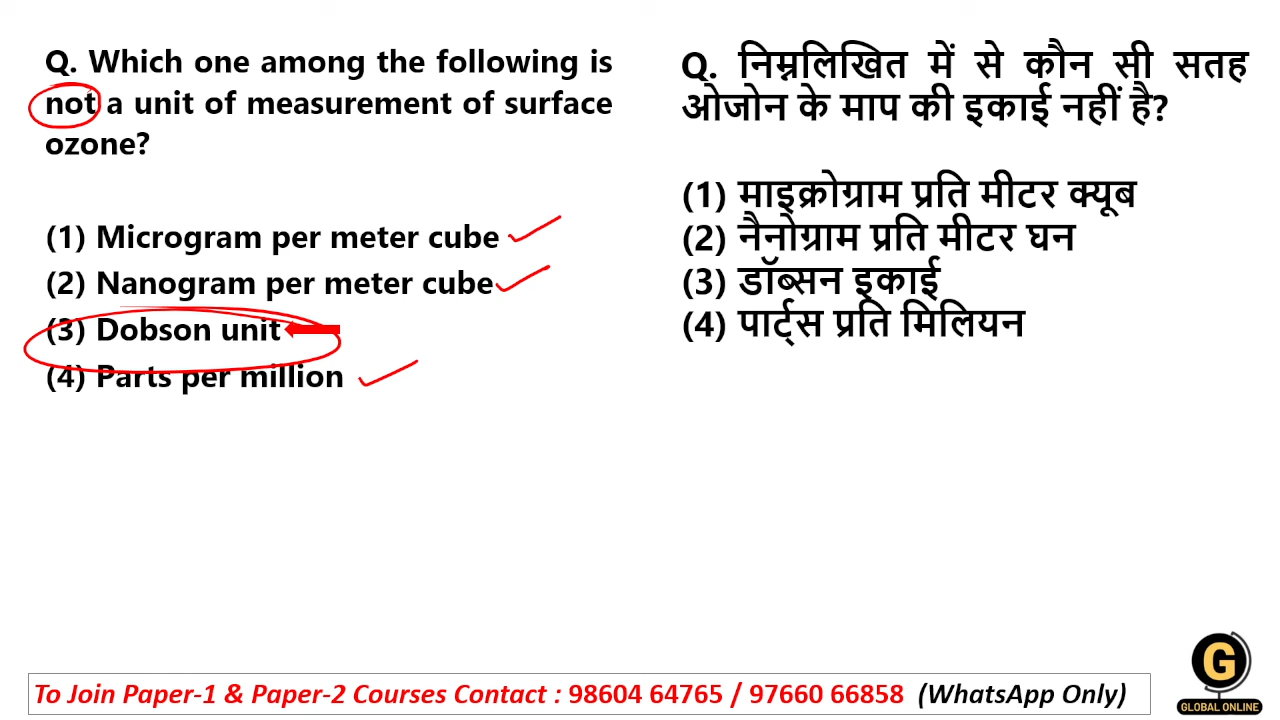 Q. Which one among the following is
not a unit of measurement of surface
ozone?
(1) Microgram per meter cube
(2) Nanogram per meter cube
(3) Dobson unit
(4) Parts per million
Q. निम्नलिखित में से कौन सी सतह
ओजोन के माप की इकाई नहीं है?
(1) माइक्रोग्राम प्रति मीटर क्यूब
(2) नैनोग्राम प्रति मीटर घन
(3) डॉब्सन इकाई
(4) पार्ट्स प्रति मिलियन
To Join Paper-1 & Paper-2 Courses Contact : 98604 64765 / 97660 66858 (WhatsApp Only)
G
GLOBAL ONLINE